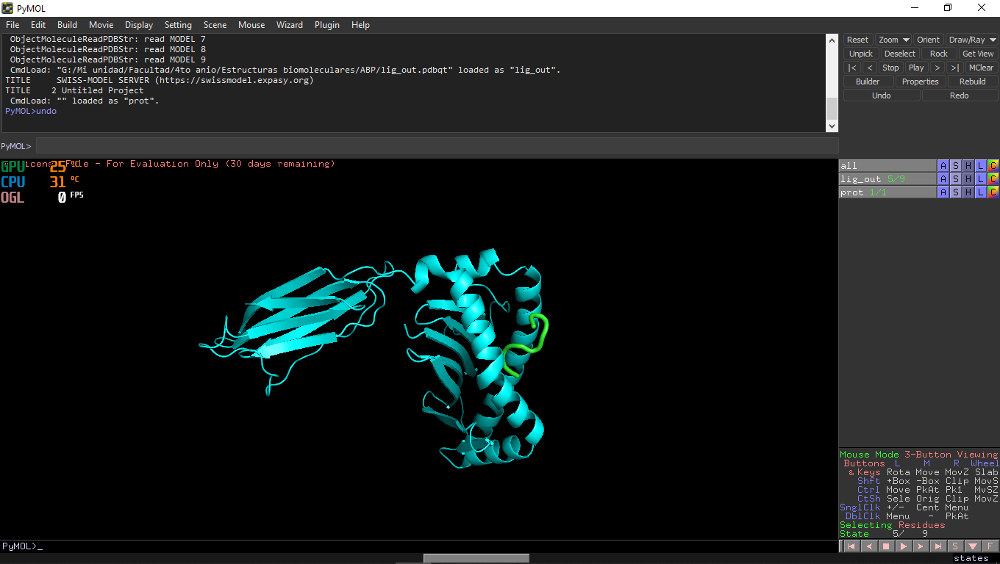 PyMOL
File Edit Build Movie Display Setting Scene Mouse Wizard Plugin Help
ObjectMoleculeReadPDBStr: read MODEL 7
ObjectMoleculeReadPDBStr: read MODEL 8
ObjectMoleculeReadPDBStr: read MODEL 9
CmdLoad: "G:/Mi unidad/Facultad/4to anio/Estructuras biomoleculares/ABP/lig_out.pdbqt" loaded as "lig_out".
TITLE SWISS-MODEL SERVER (https://swissmodel.expasy.org)
TITLE 2 Untitled Project
CmdLoad: "" loaded as "prot".
PyMOL>undo
Reset Zoom Orient Draw/Ray
Unpick Deselect Rock Get View
|< < Stop Play > >| MClear
Builder Properties Rebuild
Undo Redo
PyMOL>
File - For Evaluation Only (30 days remaining)
GPU 25 °C
CPU 31 °C
OGL 0 FPS
all A S H L C
lig_out 5/9 A S H L C
prot 1/1 A S H L C
Mouse Mode 3-Button Viewing
Buttons L M R Wheel
& Keys Rota Move MovZ Slab
Shft +Box -Box Clip MovS
Ctrl Move PkAt Pk1 MvSZ
CtSh Sele Orig Clip MovZ
SnglClk +/- Cent Menu
DblClk Menu - PkAt
Selecting Residues
State 5/ 9
PyMOL>_
S F
states